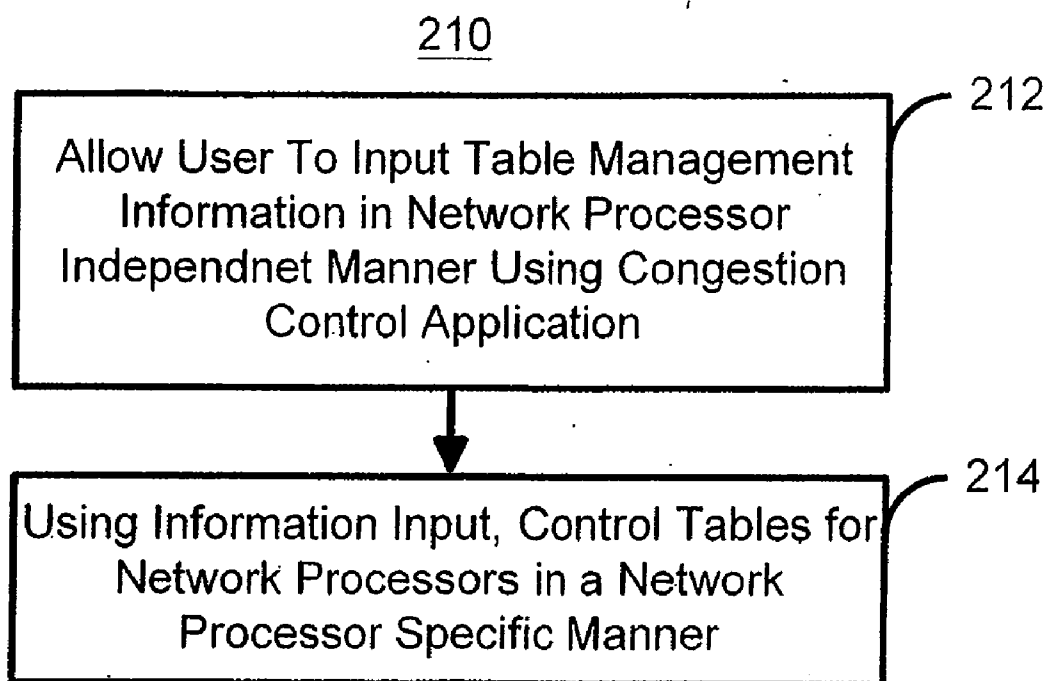 210
212
Allow User To Input Table Management
Information in Network Processor
Independnet Manner Using Congestion
Control Application
214
Using Information Input, Control Tables for
Network Processors in a Network
Processor Specific Manner